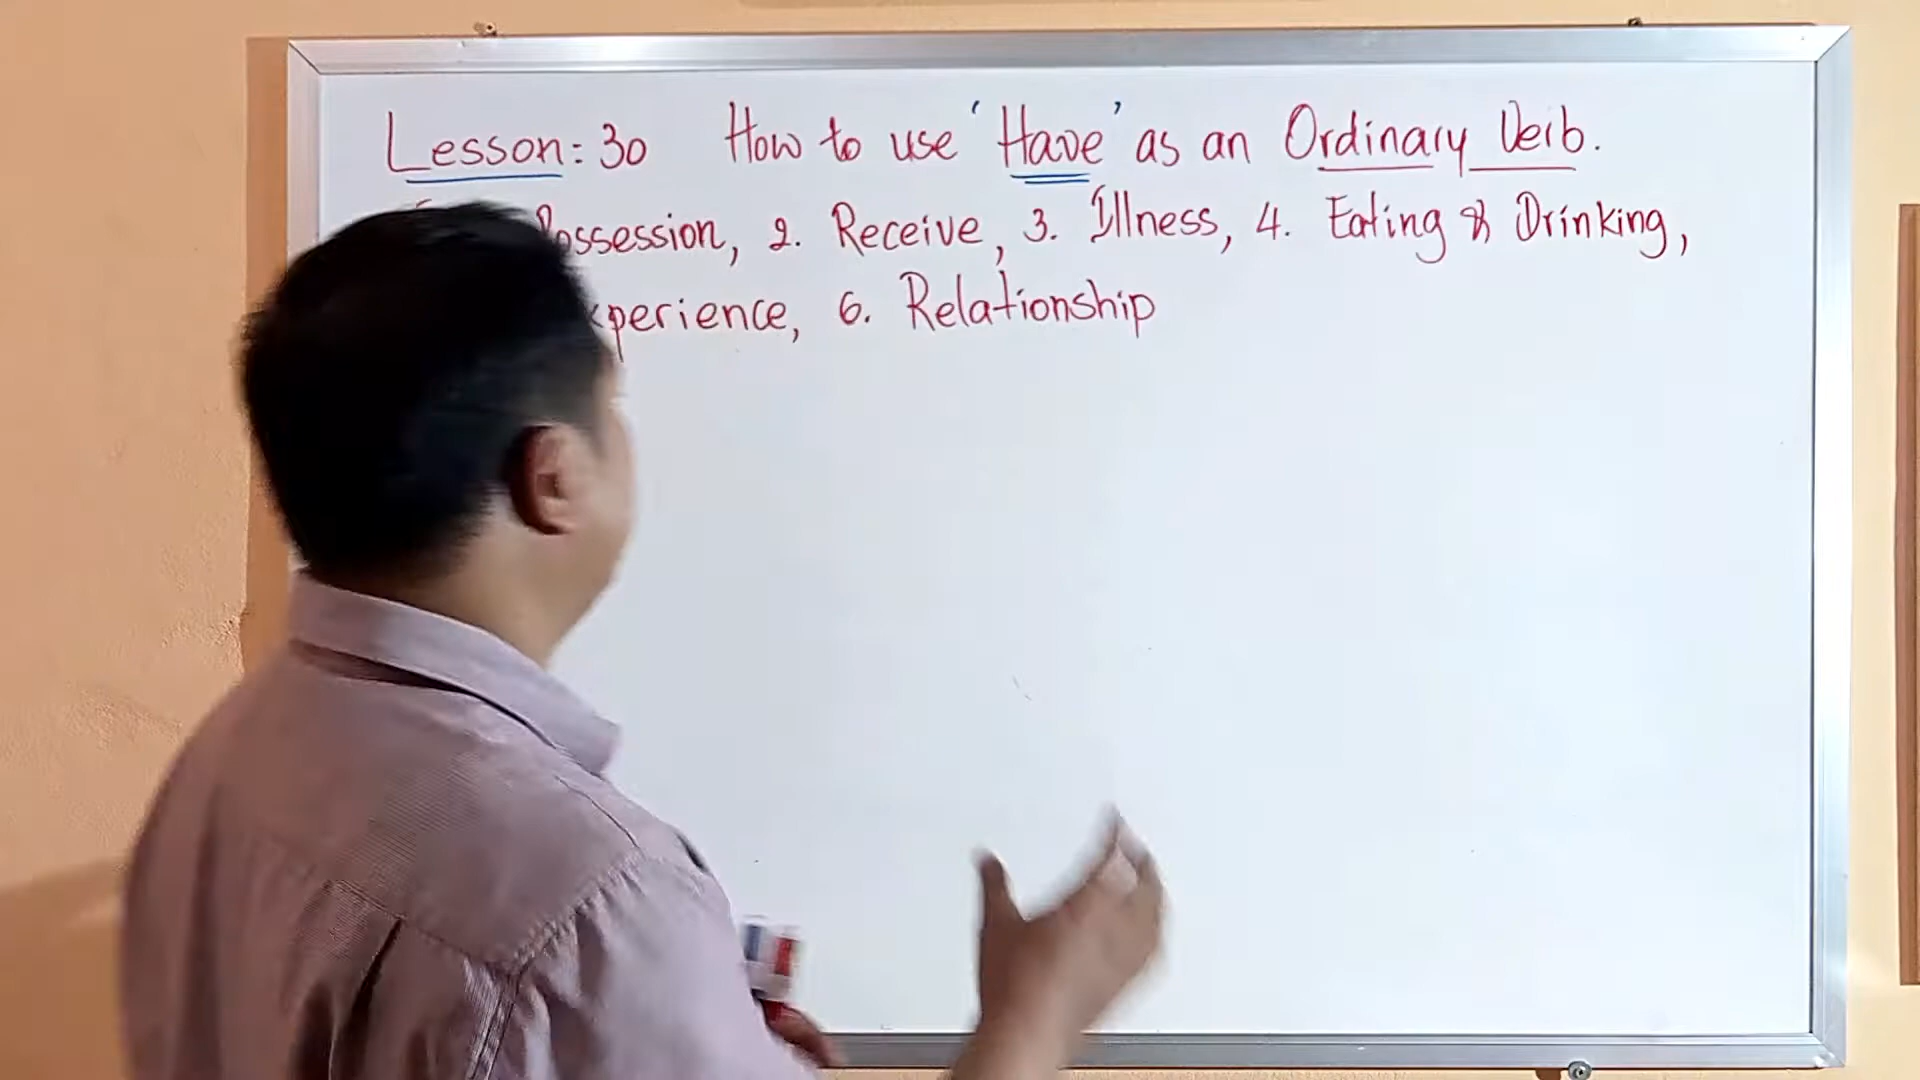 Lesson: 30 How to use 'Have' as an Ordinary Verb.
Possession, 2. Receive, 3. Illness, 4. Eating & Drinking,
xperience, 6. Relationship